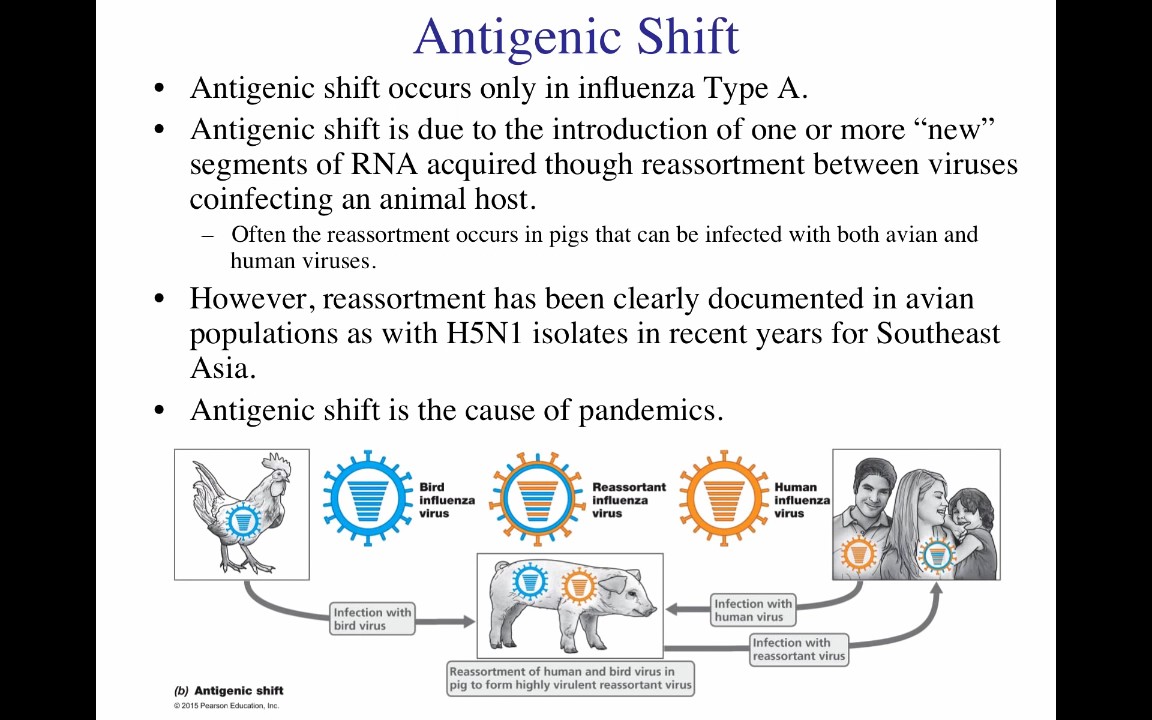 Antigenic Shift
• Antigenic shift occurs only in influenza Type A.
• Antigenic shift is due to the introduction of one or more “new”
segments of RNA acquired though reassortment between viruses
coinfecting an animal host.
– Often the reassortment occurs in pigs that can be infected with both avian and
human viruses.
• However, reassortment has been clearly documented in avian
populations as with H5N1 isolates in recent years for Southeast
Asia.
• Antigenic shift is the cause of pandemics.
Bird
influenza
virus
Reassortant
influenza
virus
Human
influenza
virus
Infection with
bird virus
Infection with
human virus
Infection with
reassortant virus
Reassortment of human and bird virus in
pig to form highly virulent reassortant virus
(b) Antigenic shift
© 2015 Pearson Education, Inc.